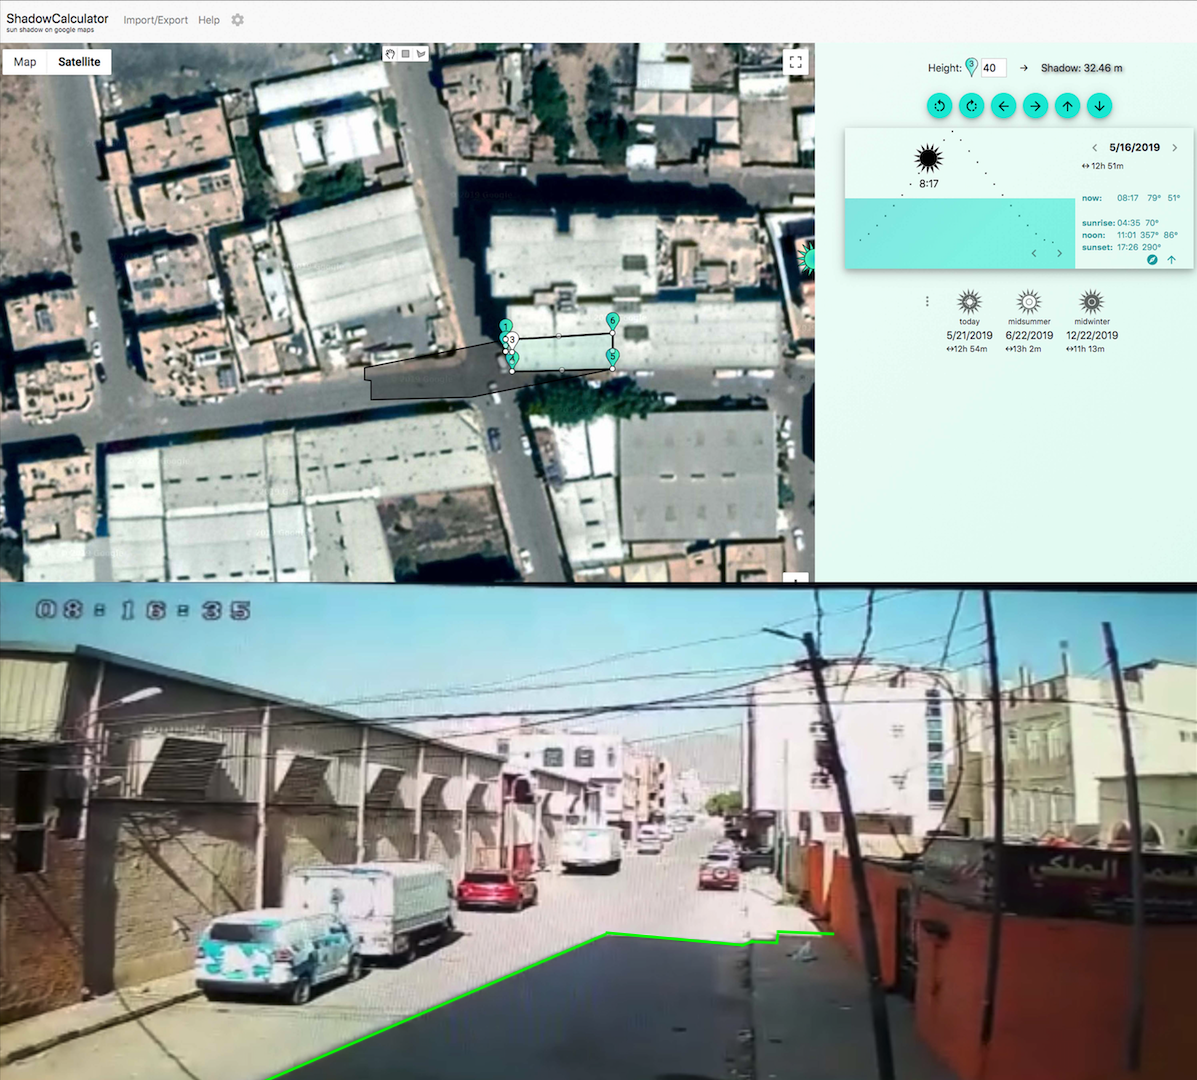 ShadowCalculator
sun shadow on google maps
Import/Export
Help
Map
Satellite
Height:
3
40
→
Shadow: 32.46 m
5/16/2019
↔ 12h 51m
8:17
now: 08:17 79° 51°
sunrise: 04:35 70°
noon: 11:01 357° 86°
sunset: 17:26 290°
today
5/21/2019
↔12h 54m
midsummer
6/22/2019
↔13h 2m
midwinter
12/22/2019
↔11h 13m
1
3
4
5
6
08-16-35
الملكي